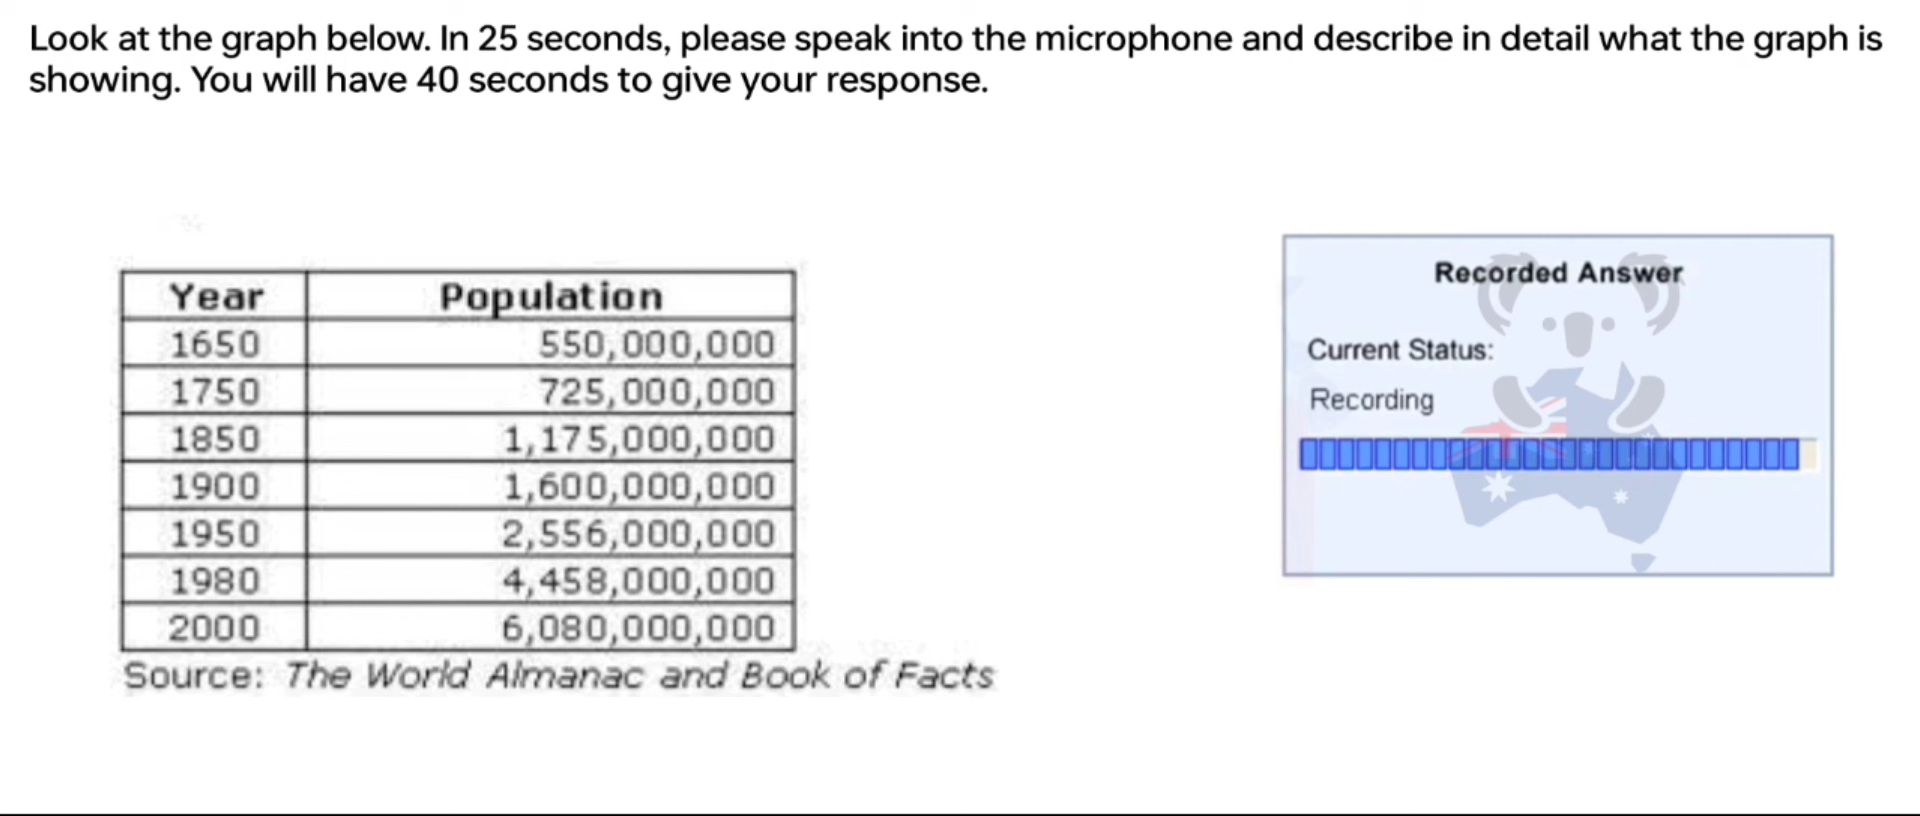 Look at the graph below. In 25 seconds, please speak into the microphone and describe in detail what the graph is
showing. You will have 40 seconds to give your response.
Year Population
1650 550,000,000
1750 725,000,000
1850 1,175,000,000
1900 1,600,000,000
1950 2,556,000,000
1980 4,458,000,000
2000 6,080,000,000
Source: The World Almanac and Book of Facts
Recorded Answer
Current Status:
Recording